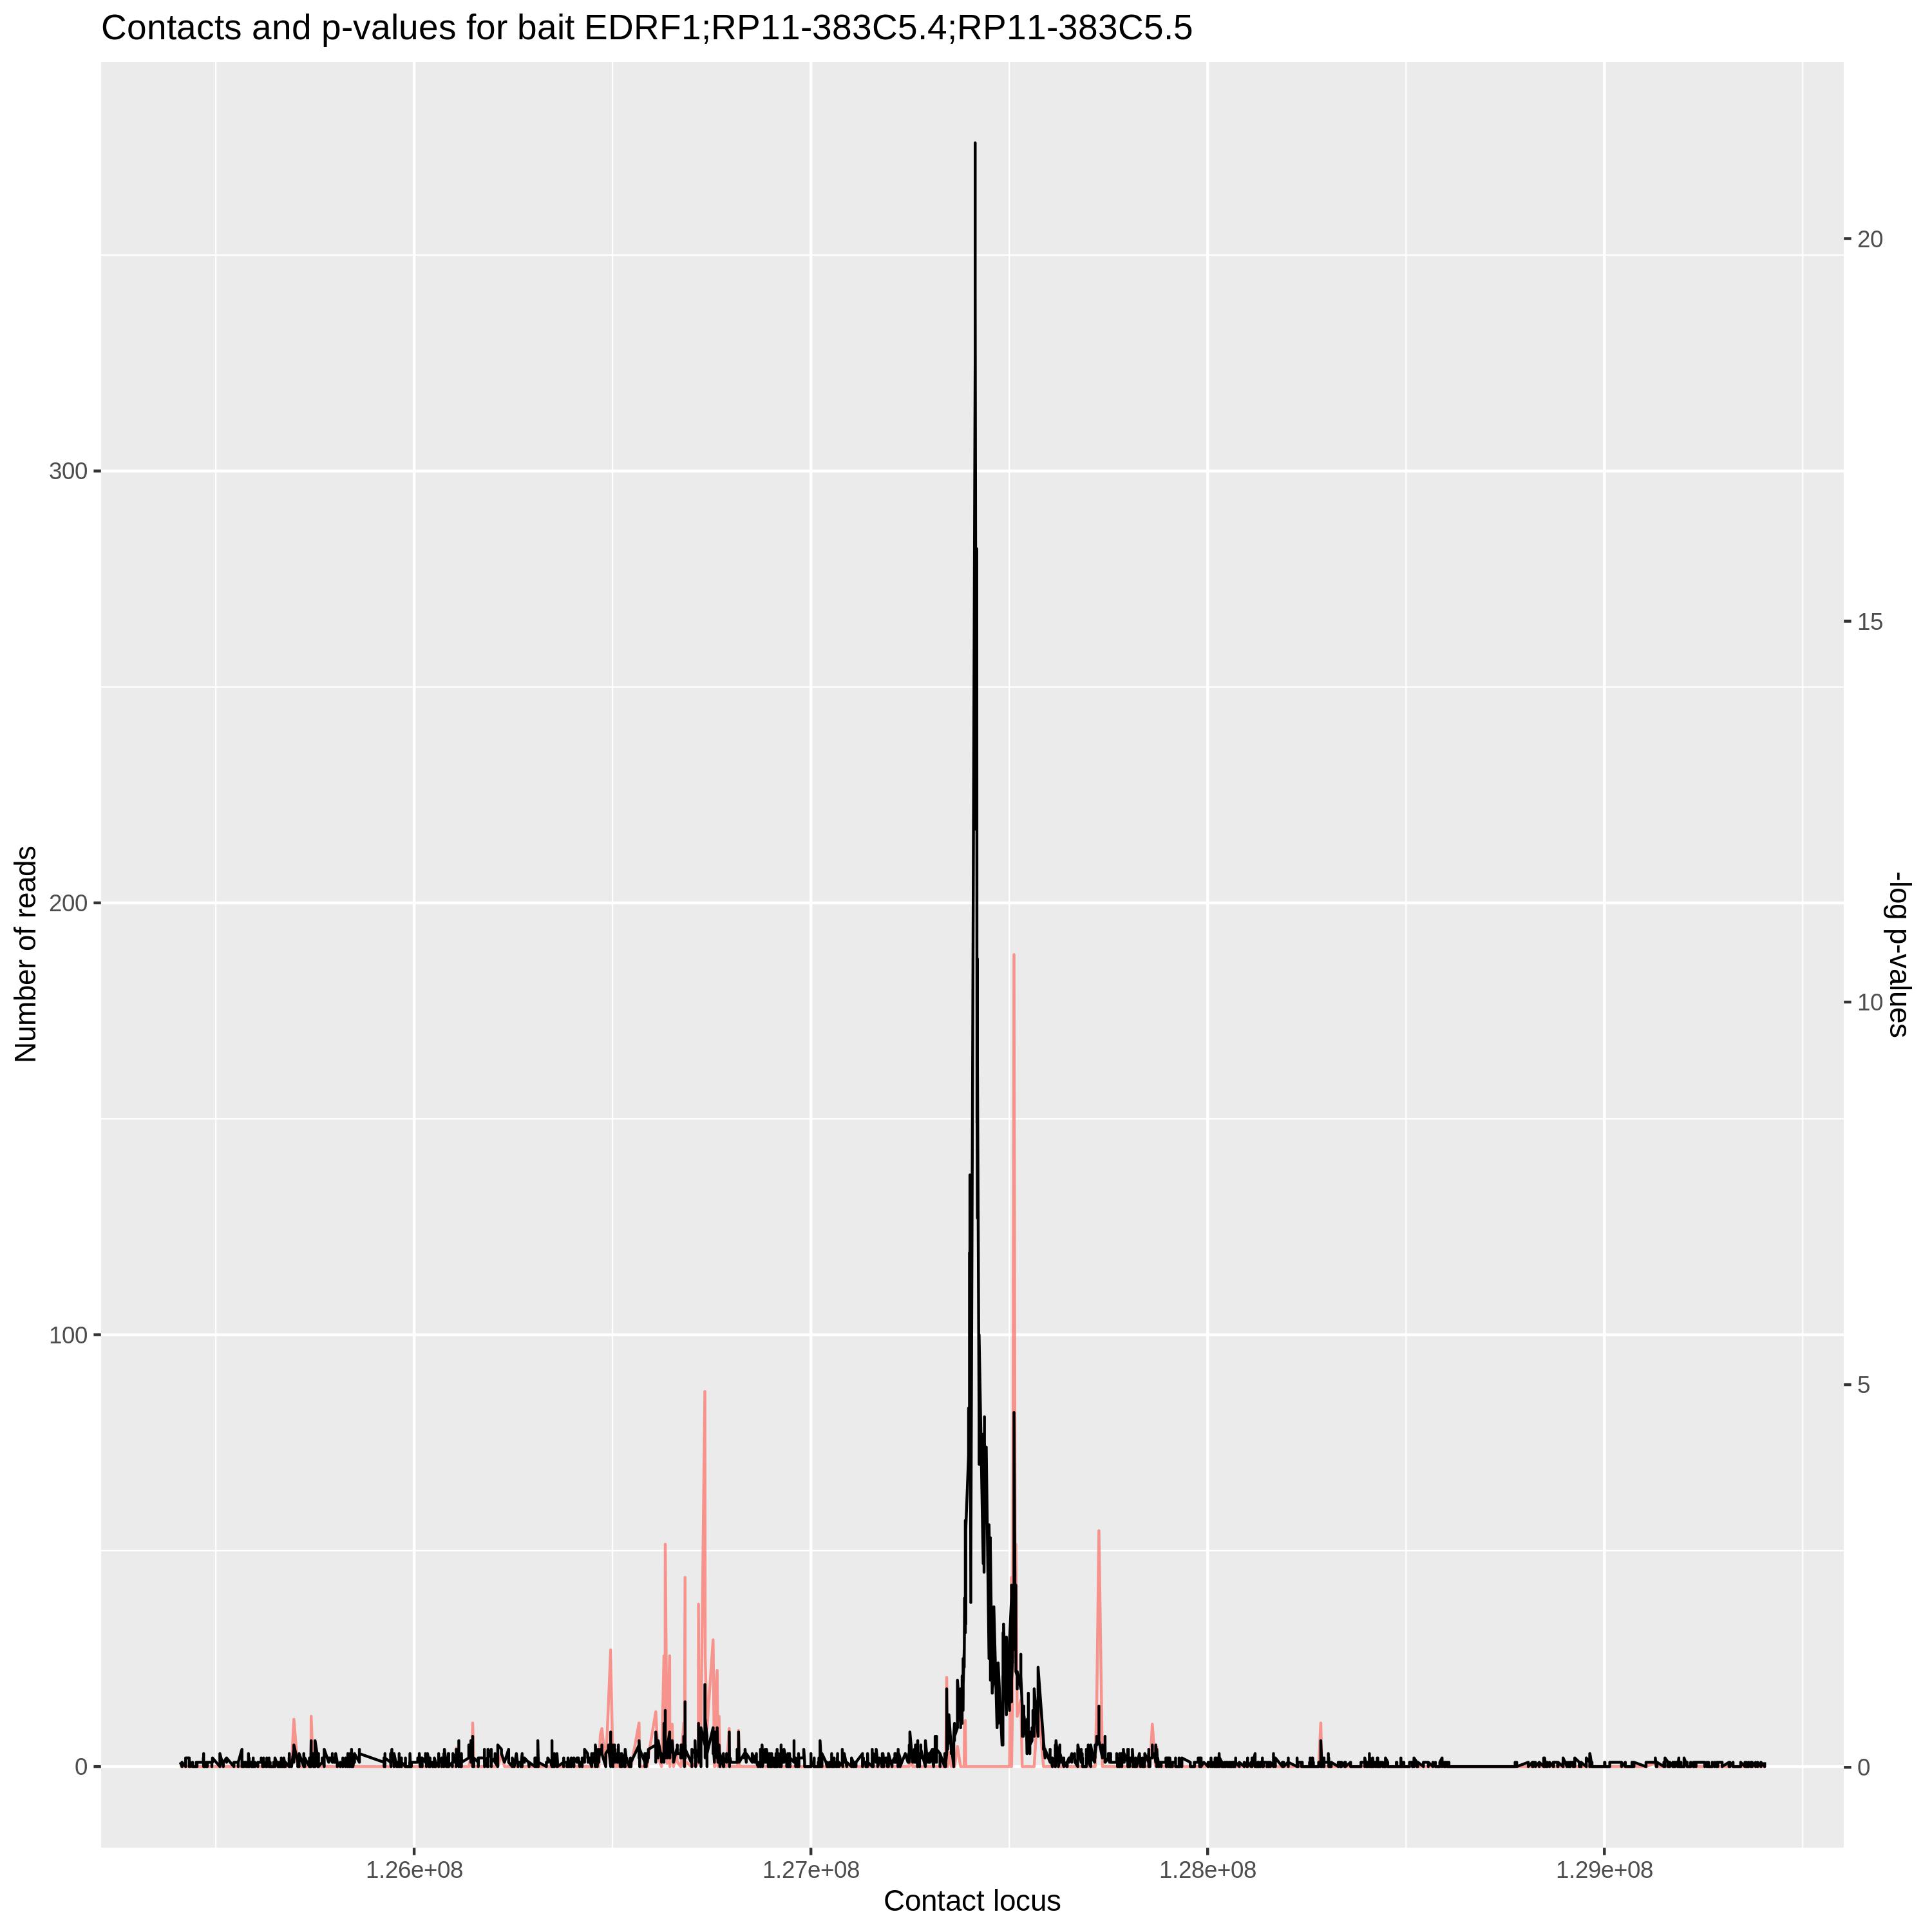 Contacts and p-values for bait EDRF1;RP11-383C5.4;RP11-383C5.5
Number of reads
300
200
100
0
20
15
10
5
0
-log p-values
1.26e+08
1.27e+08
1.28e+08
1.29e+08
Contact locus